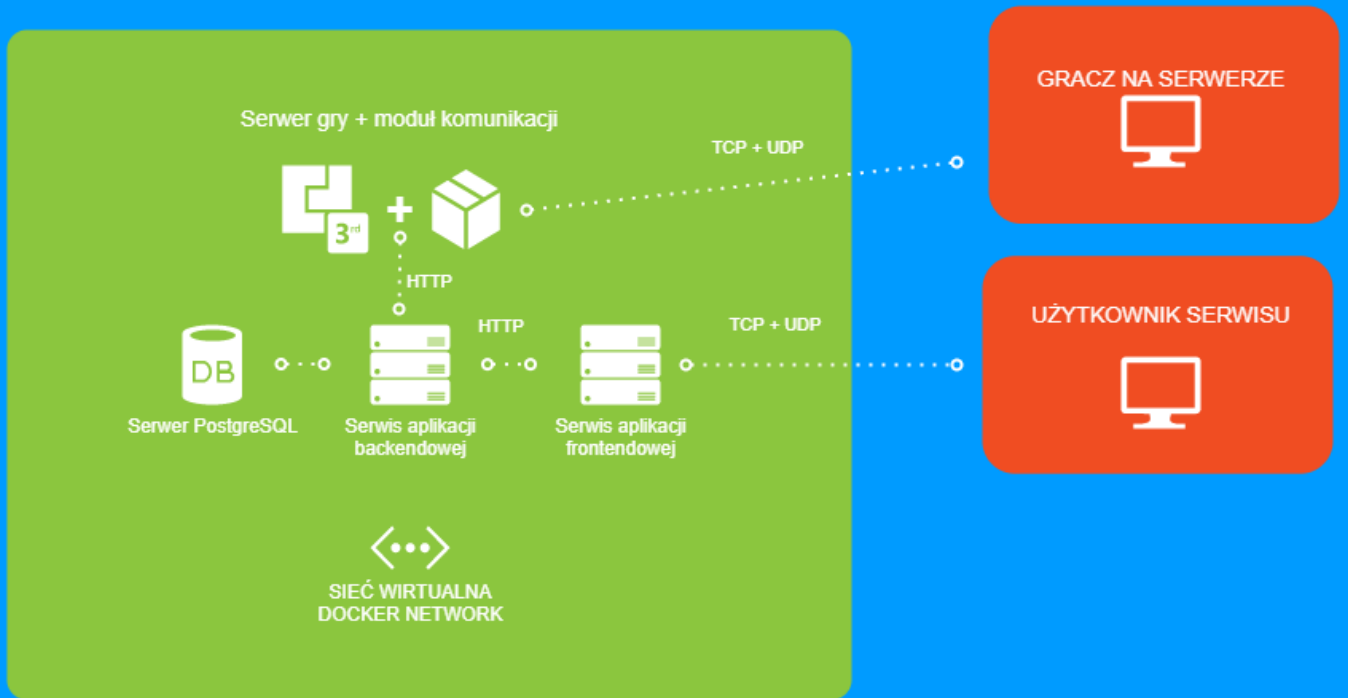 GRACZ NA SERWERZE
Serwer gry + moduł komunikacji
TCP + UDP
3rd
HTTP
UŻYTKOWNIK SERWISU
HTTP
TCP + UDP
DB
Serwer PostgreSQL
Serwis aplikacji
backendowej
Serwis aplikacji
frontendowej
SIEĆ WIRTUALNA
DOCKER NETWORK